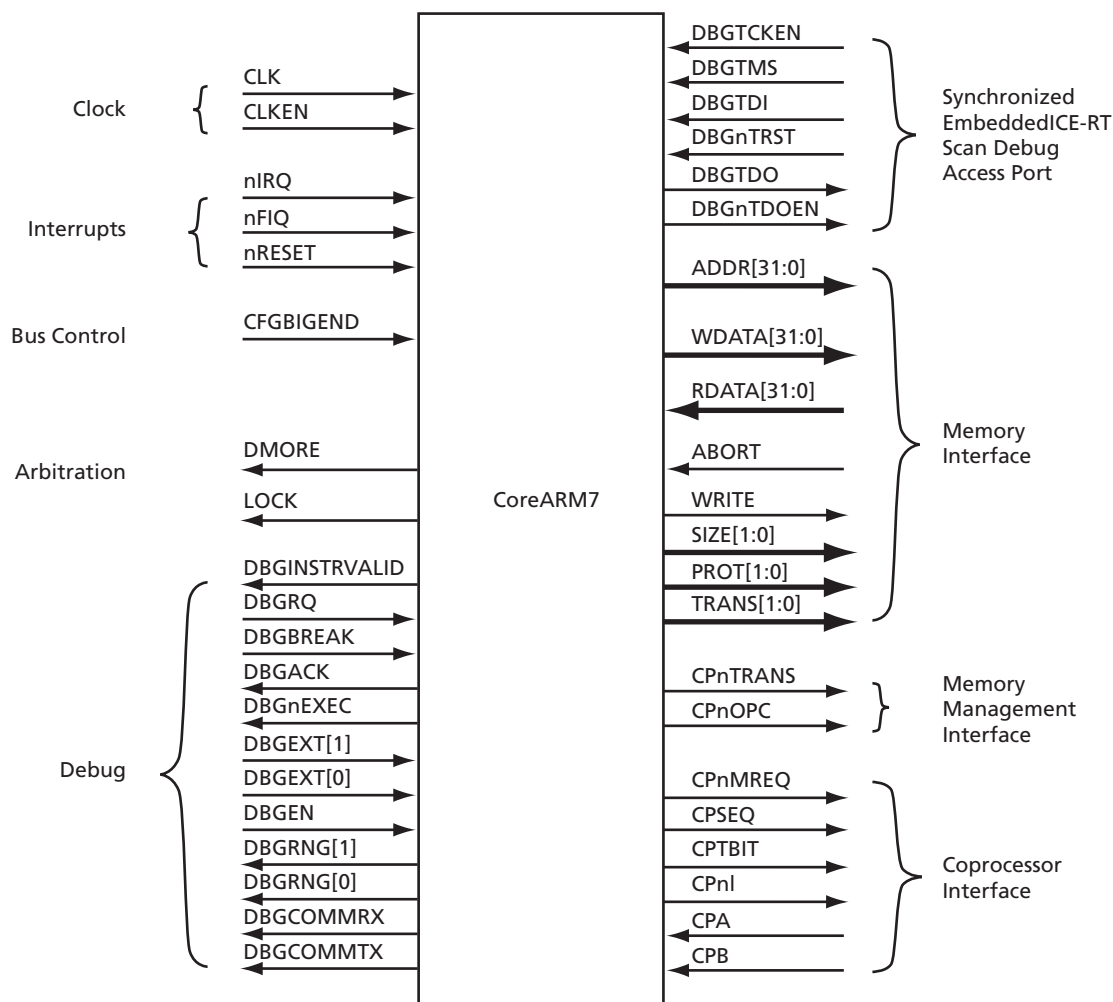 Clock
CLK
CLKEN
Interrupts
nIRQ
nFIQ
nRESET
Bus Control
CFGBIGEND
Arbitration
DMORE
LOCK
Debug
DBGINSTRVALID
DBGRQ
DBGBREAK
DBGACK
DBGnEXEC
DBGEXT[1]
DBGEXT[0]
DBGEN
DBGRNG[1]
DBGRNG[0]
DBGCOMMRX
DBGCOMMTX
CoreARM7
DBGTCKEN
DBGTMS
DBGTDI
DBGnTRST
DBGTDO
DBGnTDOEN
Synchronized
EmbeddedICE-RT
Scan Debug
Access Port
ADDR[31:0]
WDATA[31:0]
RDATA[31:0]
ABORT
WRITE
SIZE[1:0]
PROT[1:0]
TRANS[1:0]
Memory
Interface
CPnTRANS
CPnOPC
Memory
Management
Interface
CPnMREQ
CPSEQ
CPTBIT
CPnl
CPA
CPB
Coprocessor
Interface